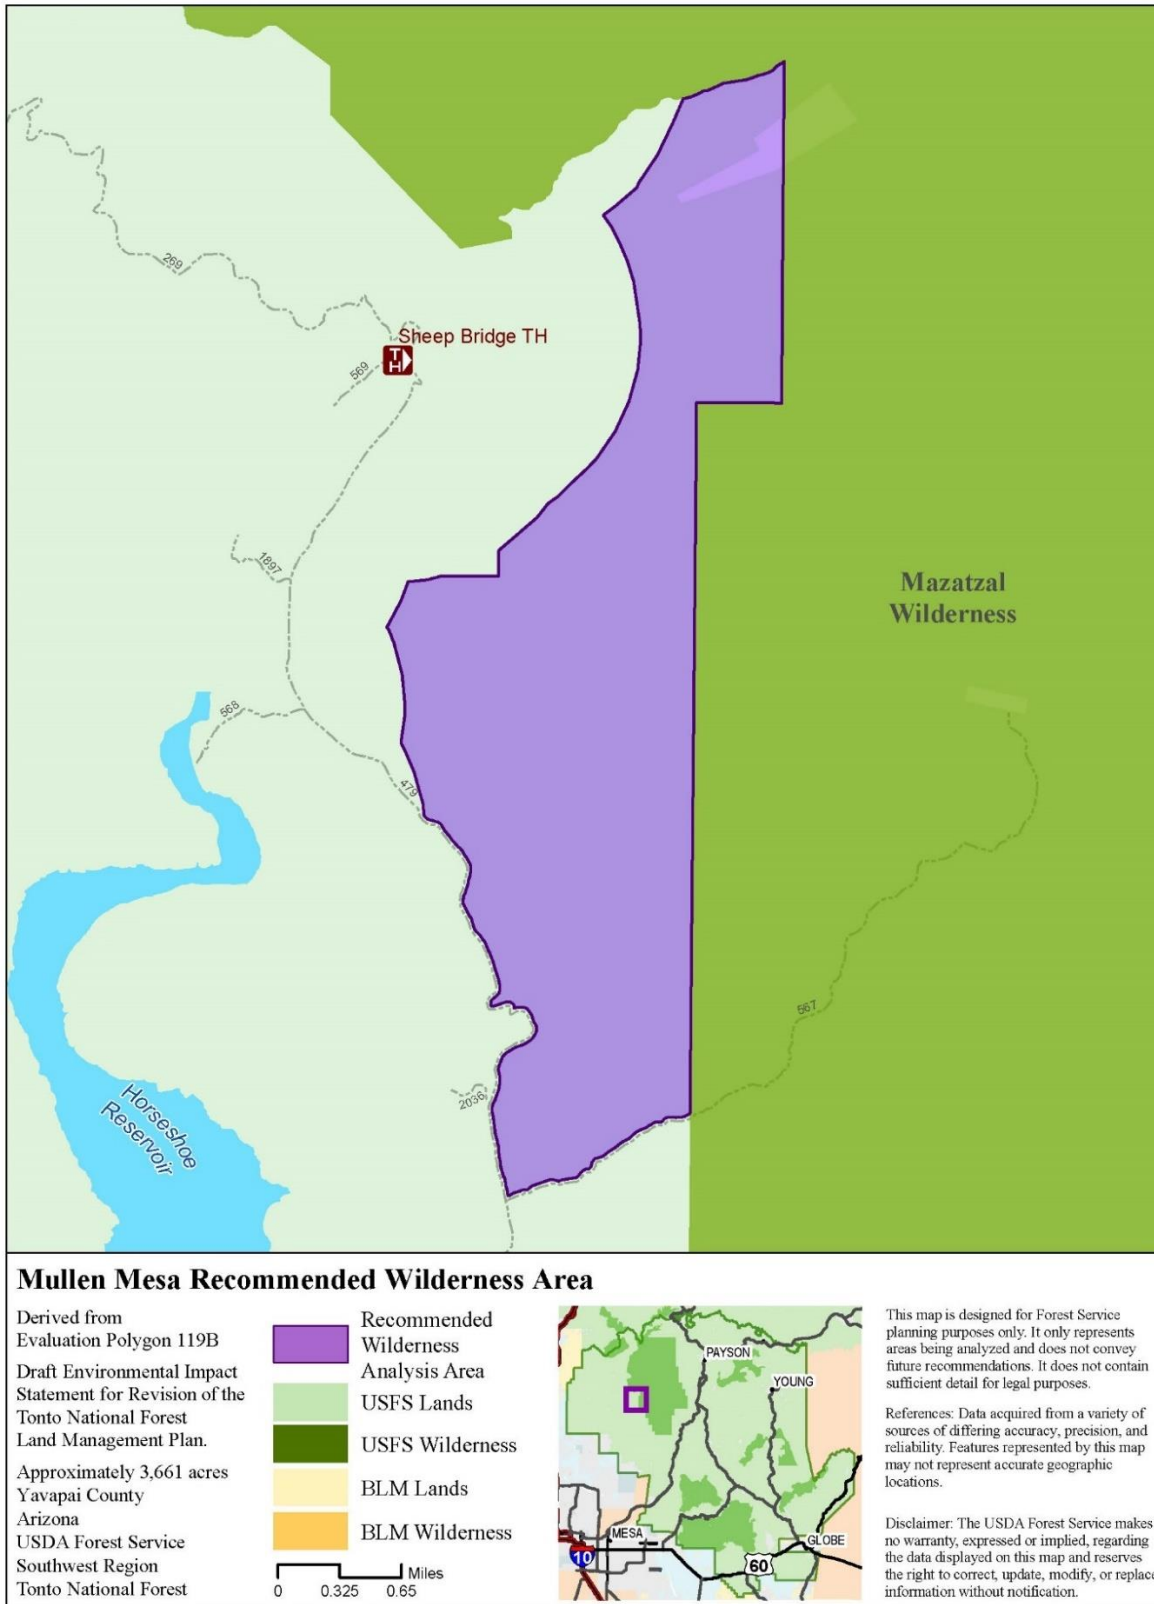 269
Sheep Bridge TH
TH
569
1897
Mazatzal
Wilderness
568
479
567
2036
Horseshoe
Reservoir
Mullen Mesa Recommended Wilderness Area
Derived from
Evaluation Polygon 119B
Draft Environmental Impact
Statement for Revision of the
Tonto National Forest
Land Management Plan.
Approximately 3,661 acres
Yavapai County
Arizona
USDA Forest Service
Southwest Region
Tonto National Forest
Recommended
Wilderness
Analysis Area
USFS Lands
USFS Wilderness
BLM Lands
BLM Wilderness
Miles
0 0.325 0.65
PAYSON
YOUNG
MESA
GLOBE
10
60
This map is designed for Forest Service
planning purposes only. It only represents
areas being analyzed and does not convey
future recommendations. It does not contain
sufficient detail for legal purposes.
References: Data acquired from a variety of
sources of differing accuracy, precision, and
reliability. Features represented by this map
may not represent accurate geographic
locations.
Disclaimer: The USDA Forest Service makes
no warranty, expressed or implied, regarding
the data displayed on this map and reserves
the right to correct, update, modify, or replace
information without notification.